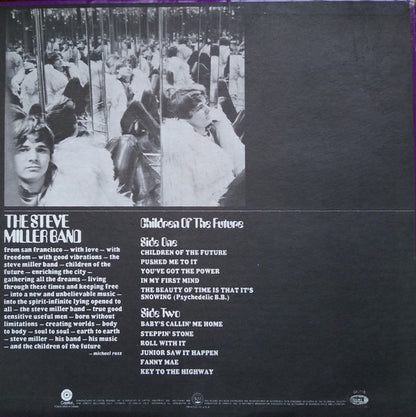 THE STEVE
MILLER BAND
from san francisco — with love — with
freedom — with good vibrations — the
steve miller band — children of the
future — enriching the city —
gathering all the dreams — living
through these times and keeping free
— into a new and unbelievable music —
into the spirit-infinite lying opened to
all — the steve miller band — true good
sensitive useful men — born without
limitations — creating worlds — body
to body — soul to soul — earth to earth
— steve miller — his band — his music
— and the children of the future
— michael ross
Children Of The Future
Side One
CHILDREN OF THE FUTURE
PUSHED ME TO IT
YOU'VE GOT THE POWER
IN MY FIRST MIND
THE BEAUTY OF TIME IS THAT IT'S
SNOWING (Psychedelic B.B.)
Side Two
BABY'S CALLIN' ME HOME
STEPPIN' STONE
ROLL WITH IT
JUNIOR SAW IT HAPPEN
FANNY MAE
KEY TO THE HIGHWAY